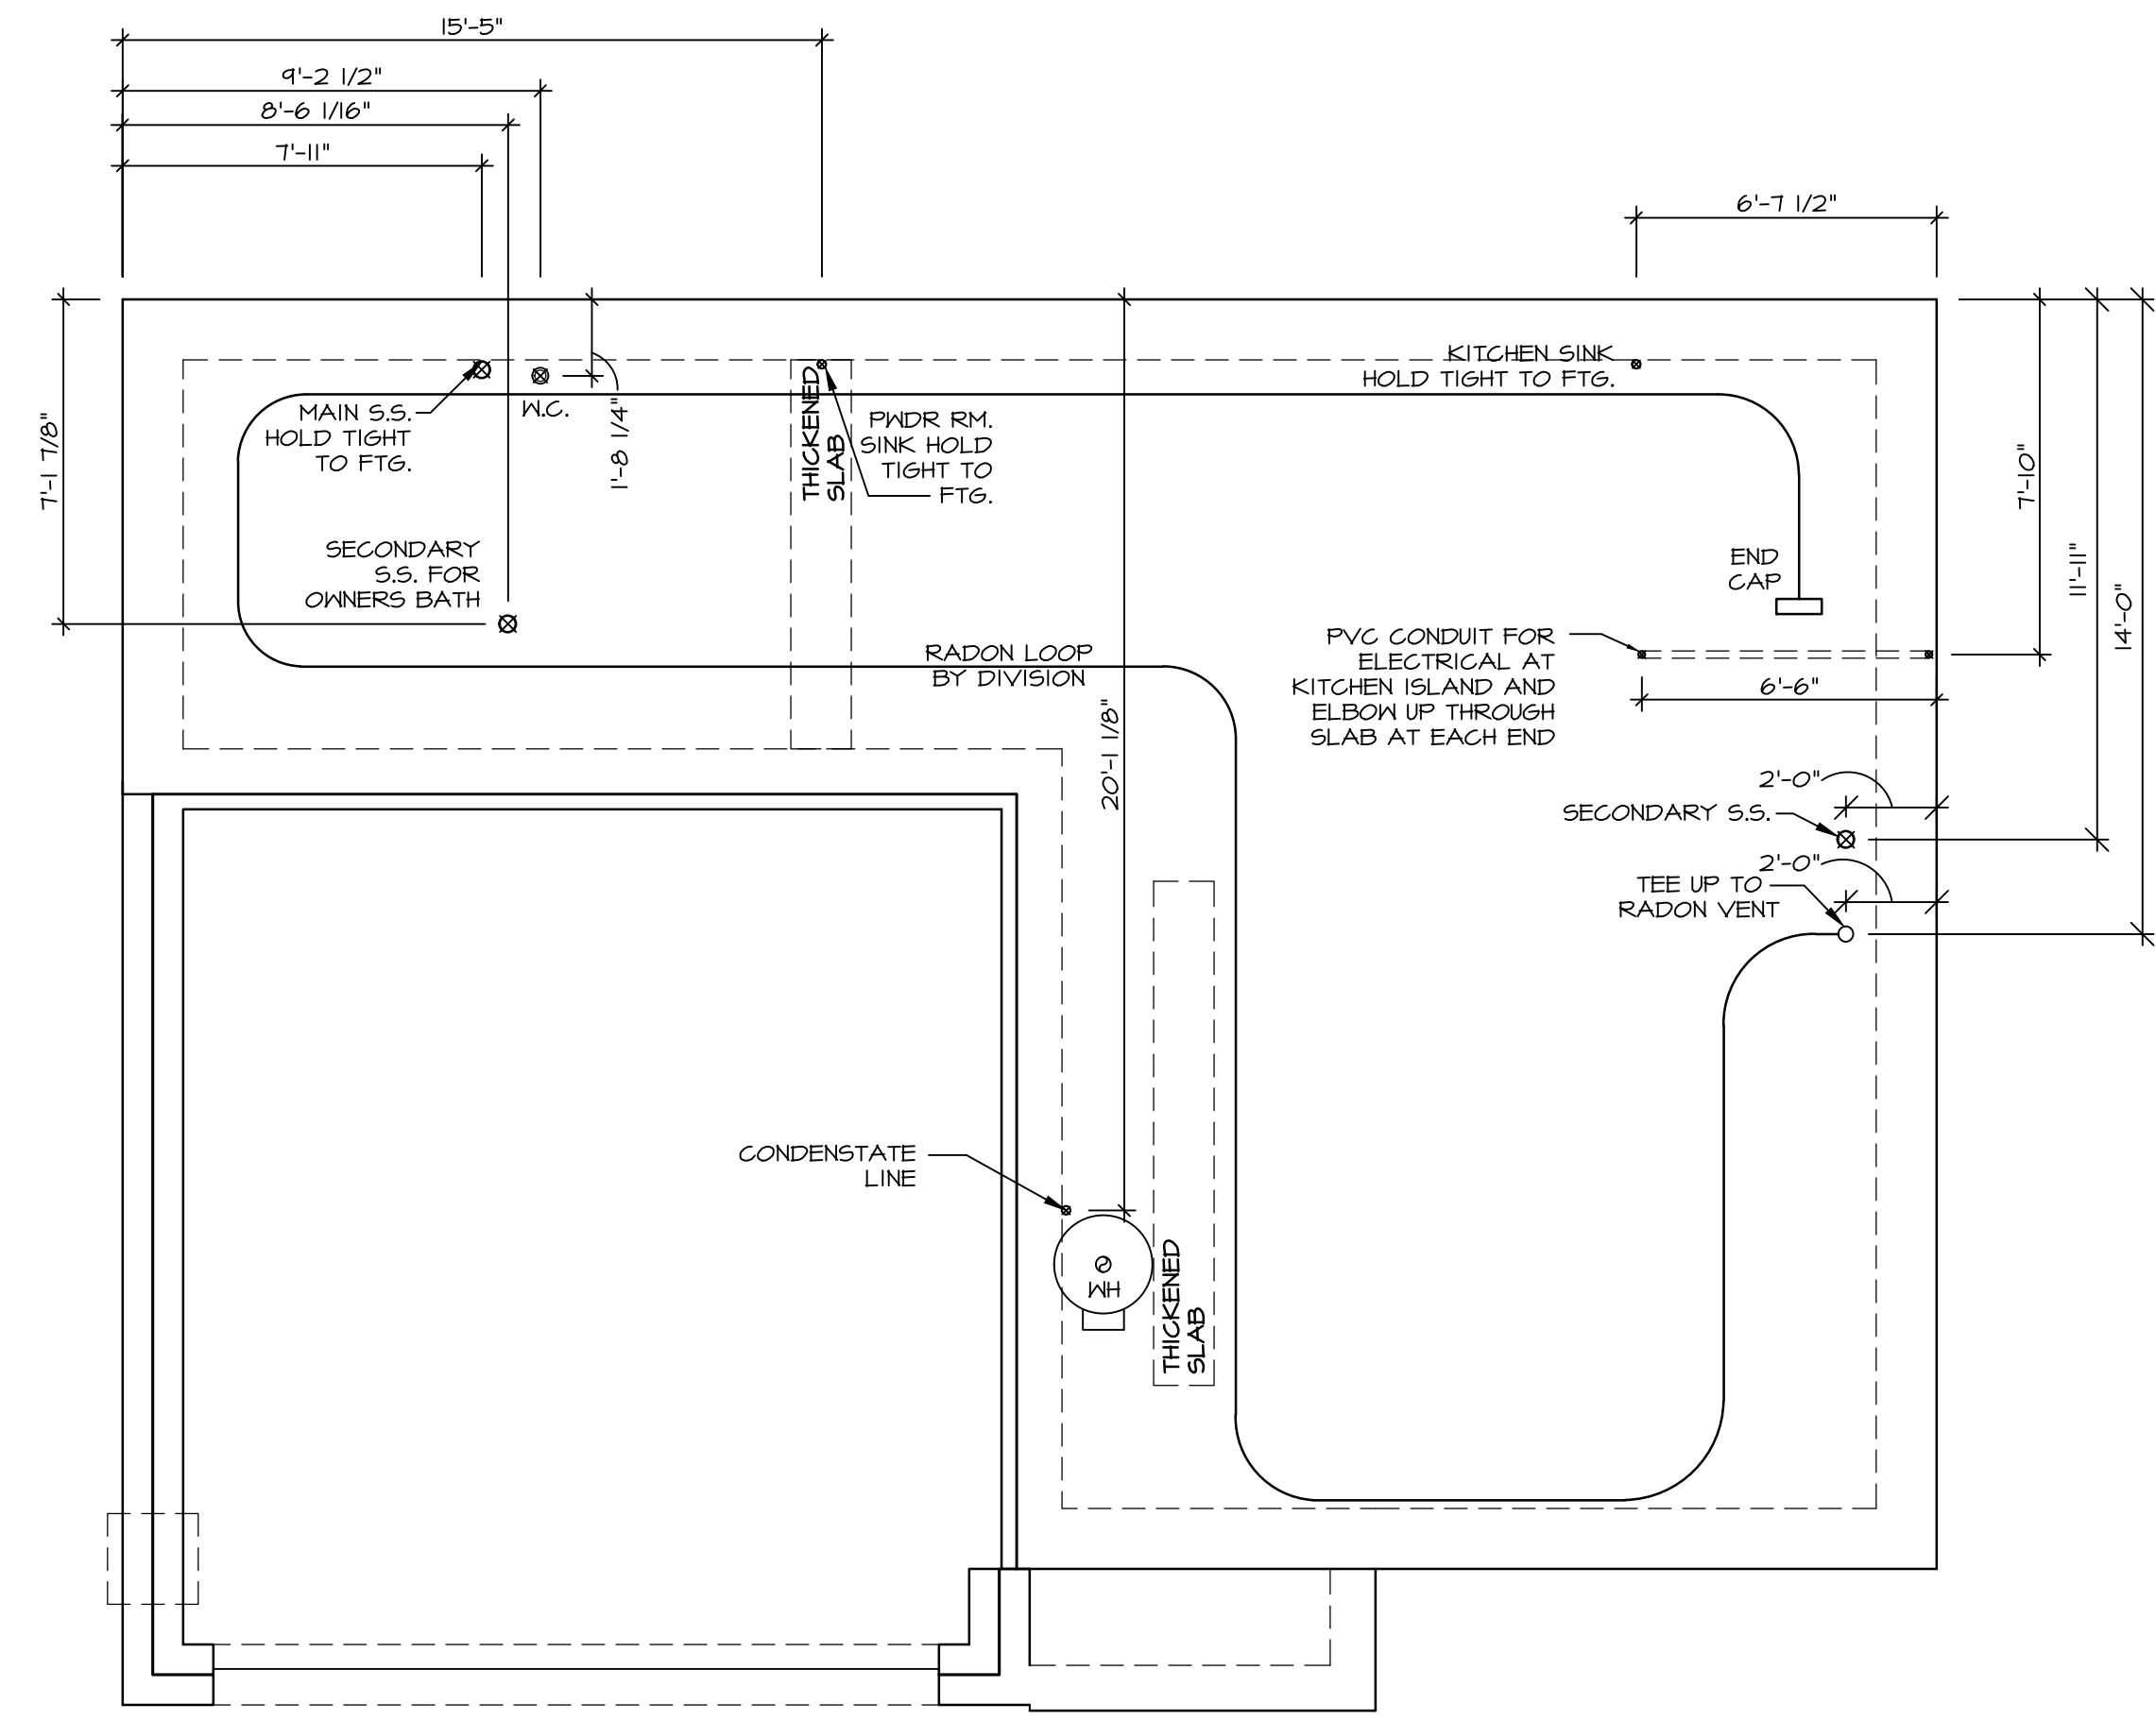 15'-5"
9'-2 1/2"
8'-6 1/16"
7'-11"
6'-7 1/2"
KITCHEN SINK
HOLD TIGHT TO FTG.
MAIN S.S.
HOLD TIGHT
TO FTG.
W.C.
1'-8 1/4"
THICKENED
SLAB
PWDR RM.
SINK HOLD
TIGHT TO
FTG.
7'-1 7/8"
7'-10"
11'-11"
14'-0"
SECONDARY
S.S. FOR
OWNERS BATH
END
CAP
RADON LOOP
BY DIVISION
PVC CONDUIT FOR
ELECTRICAL AT
KITCHEN ISLAND AND
ELBOW UP THROUGH
SLAB AT EACH END
6'-6"
20'-1 1/8"
2'-0"
SECONDARY S.S.
2'-0"
TEE UP TO
RADON VENT
CONDENSTATE
LINE
WH
THICKENED
SLAB